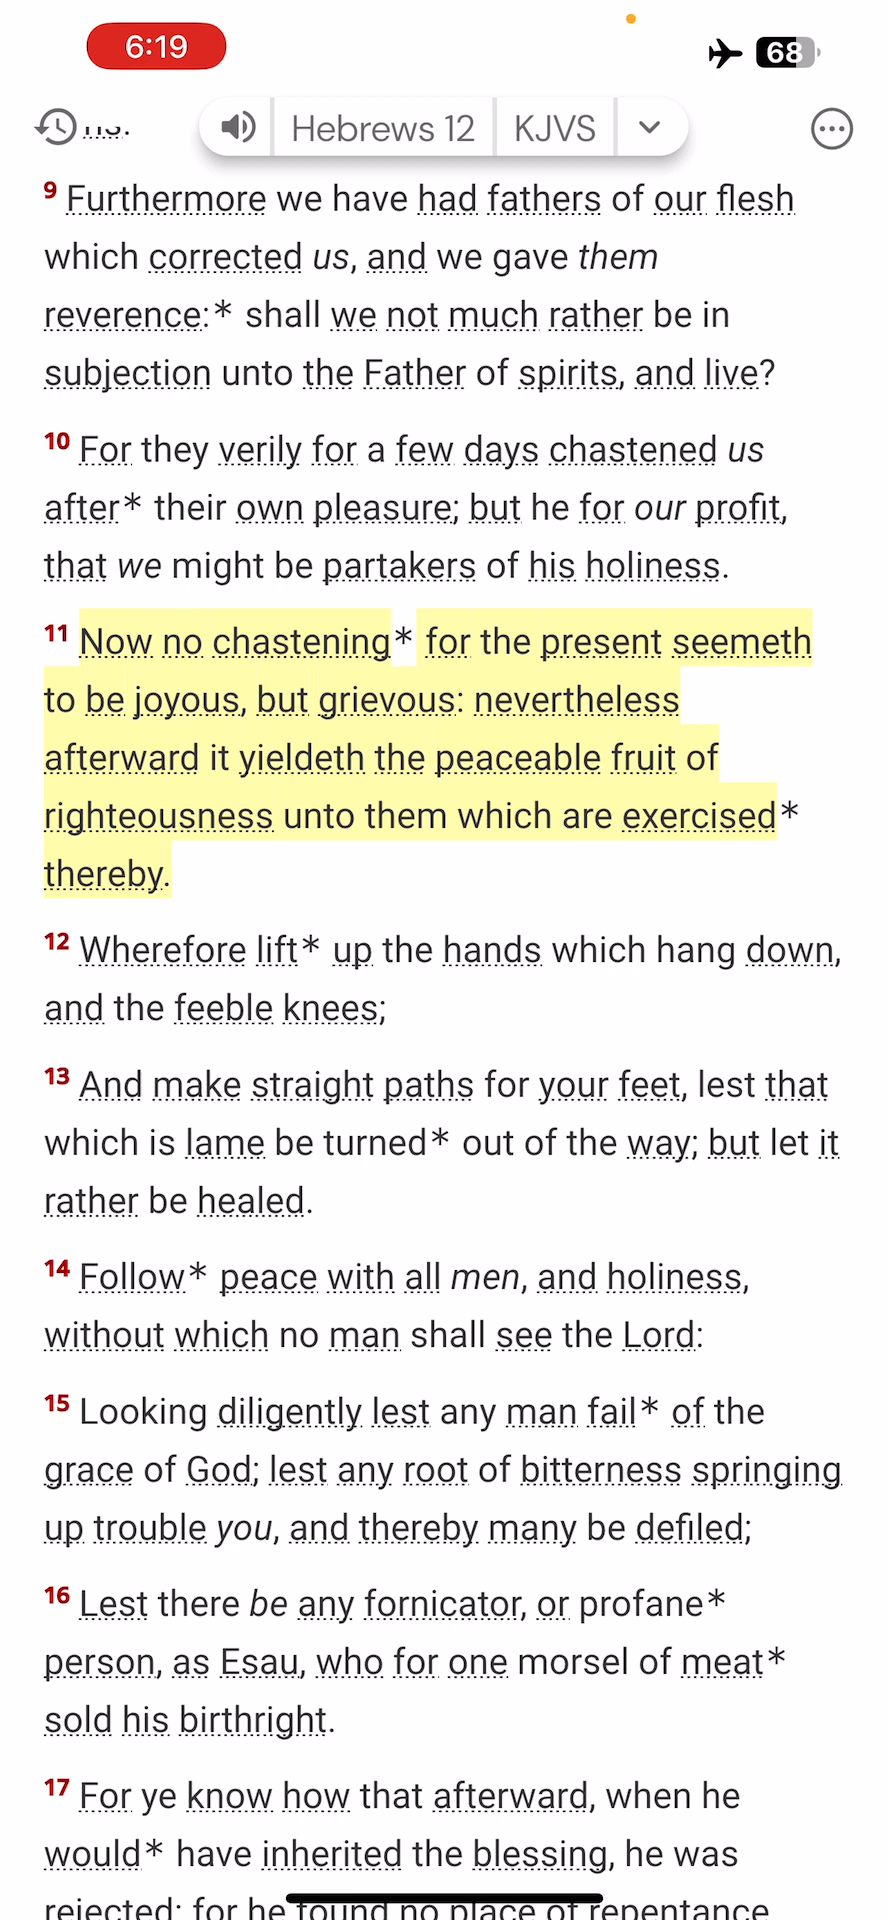 6:19
68
Hebrews 12 KJVS
9 Furthermore we have had fathers of our flesh
which corrected us, and we gave them
reverence:* shall we not much rather be in
subjection unto the Father of spirits, and live?
10 For they verily for a few days chastened us
after* their own pleasure; but he for our profit,
that we might be partakers of his holiness.
11 Now no chastening* for the present seemeth
to be joyous, but grievous: nevertheless
afterward it yieldeth the peaceable fruit of
righteousness unto them which are exercised*
thereby.
12 Wherefore lift* up the hands which hang down,
and the feeble knees;
13 And make straight paths for your feet, lest that
which is lame be turned* out of the way; but let it
rather be healed.
14 Follow* peace with all men, and holiness,
without which no man shall see the Lord:
15 Looking diligently lest any man fail* of the
grace of God; lest any root of bitterness springing
up trouble you, and thereby many be defiled;
16 Lest there be any fornicator, or profane*
person, as Esau, who for one morsel of meat*
sold his birthright.
17 For ye know how that afterward, when he
would* have inherited the blessing, he was
rejected: for he found no place of repentance